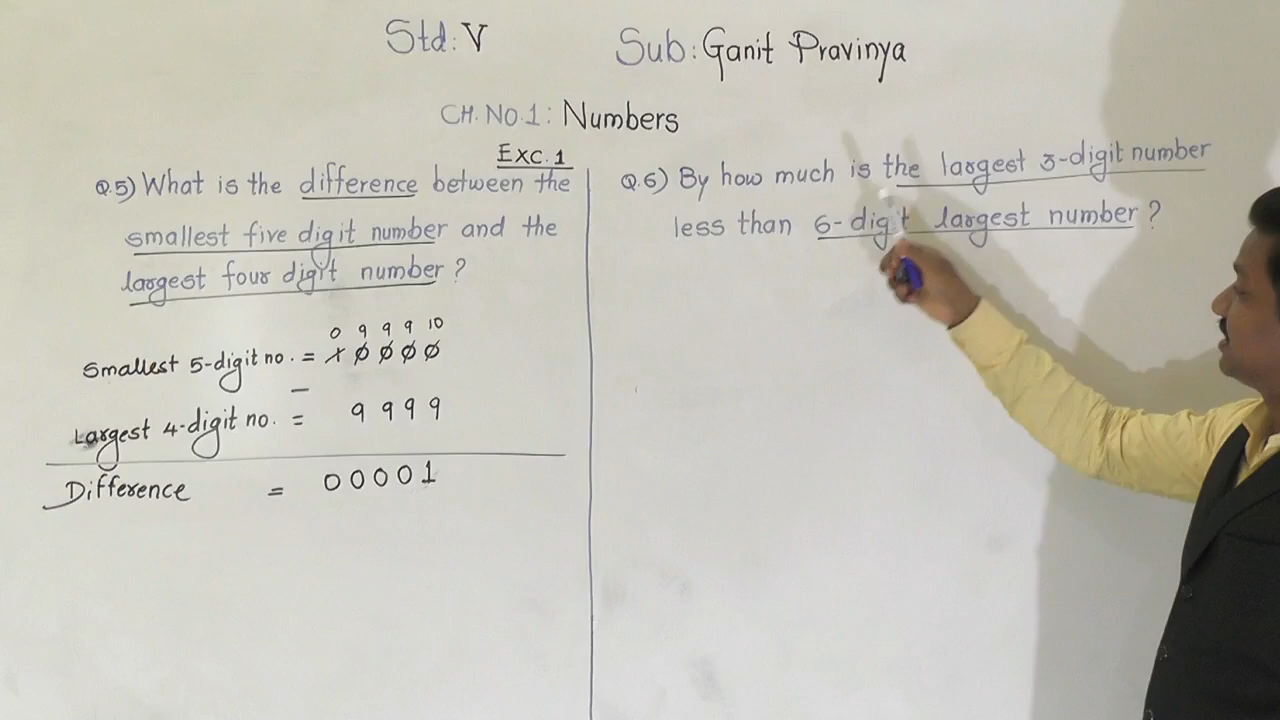 Std: V
Sub: Ganit Pravinya
CH. NO. 1: Numbers
Exc. 1
Q.5) What is the difference between the
smallest five digit number and the
largest four digit number?
0 9 9 9 10
Smallest 5-digit no. = 1 0 0 0 0
-
Largest 4-digit no. = 9 9 9 9
Difference = 0 0 0 0 1
Q.6) By how much is the largest 3-digit number
less than 6-digit largest number?